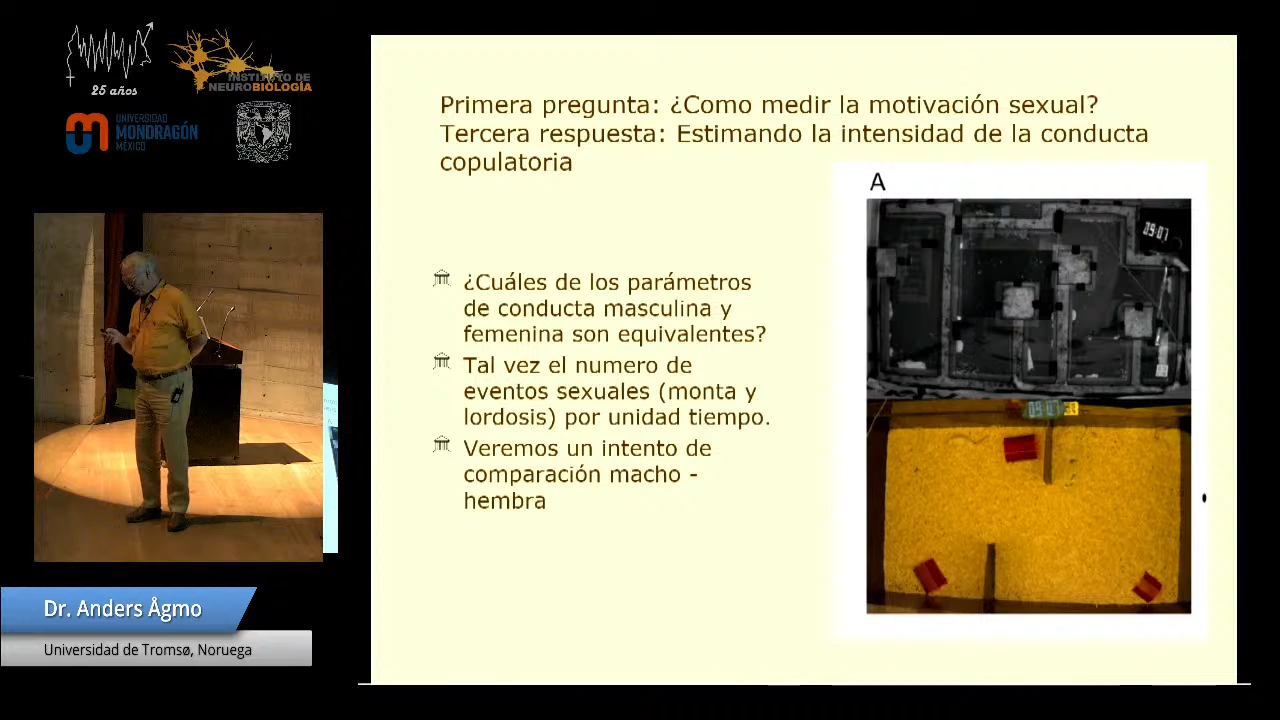 25 años
INSTITUTO DE
NEUROBIOLOGÍA
UNIVERSIDAD
MONDRAGÓN
MÉXICO
Primera pregunta: ¿Como medir la motivación sexual?
Tercera respuesta: Estimando la intensidad de la conducta
copulatoria
A
09:07
¿Cuáles de los parámetros
de conducta masculina y
femenina son equivalentes?
Tal vez el numero de
eventos sexuales (monta y
lordosis) por unidad tiempo.
Veremos un intento de
comparación macho -
hembra
Dr. Anders Ågmo
Universidad de Tromsø, Noruega